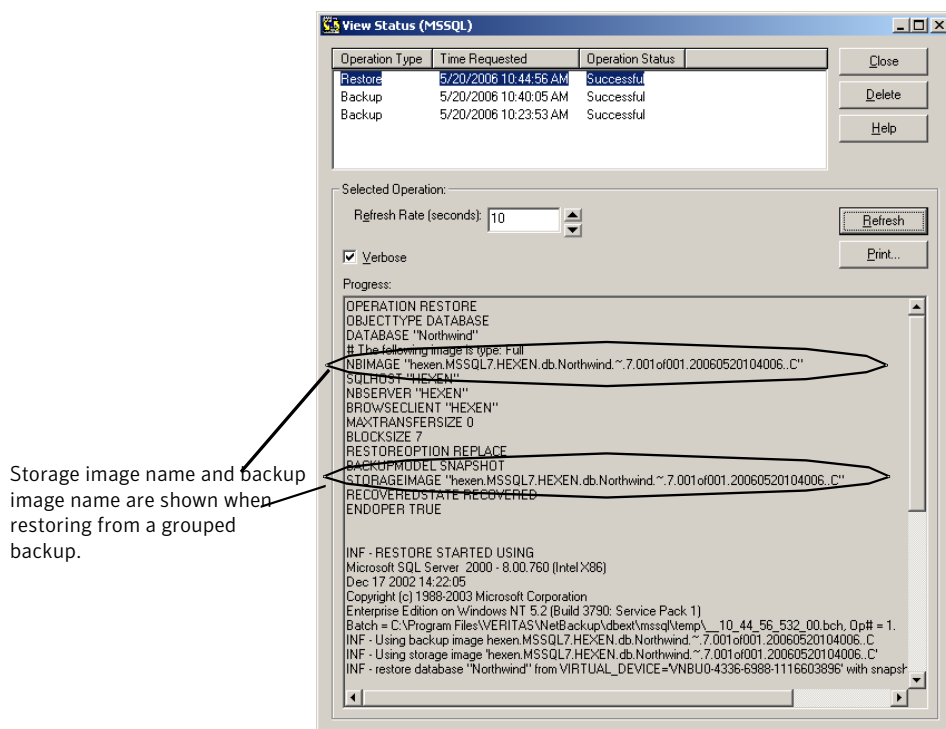 View Status (MSSQL)
Operation Type Time Requested Operation Status
Restore 5/20/2006 10:44:56 AM Successful
Backup 5/20/2006 10:40:05 AM Successful
Backup 5/20/2006 10:23:53 AM Successful
Close
Delete
Help
Selected Operation:
Refresh Rate (seconds): 10
Refresh
Verbose
Print...
Progress:
OPERATION RESTORE
OBJECTTYPE DATABASE
DATABASE "Northwind"
# The following image is type: Full
NBIMAGE "hexen.MSSQL7.HEXEN.db.Northwind.~.7.001of001.20060520104006..C"
SQLHOST "HEXEN"
NBSERVER "HEXEN"
BROWSECLIENT "HEXEN"
MAXTRANSFERSIZE 0
BLOCKSIZE 7
RESTOREOPTION REPLACE
BACKUPMODEL SNAPSHOT
STORAGEIMAGE "hexen.MSSQL7.HEXEN.db.Northwind.~.7.001of001.20060520104006..C"
RECOVEREDSTATE RECOVERED
ENDOPER TRUE
INF - RESTORE STARTED USING
Microsoft SQL Server 2000 - 8.00.760 (Intel X86)
Dec 17 2002 14:22:05
Copyright (c) 1988-2003 Microsoft Corporation
Enterprise Edition on Windows NT 5.2 (Build 3790: Service Pack 1)
Batch = C:\Program Files\VERITAS\NetBackup\dbext\mssql\temp\__10_44_56_532_00.bch, Op# = 1.
INF - Using backup image hexen.MSSQL7.HEXEN.db.Northwind.~.7.001of001.20060520104006..C
INF - Using storage image 'hexen.MSSQL7.HEXEN.db.Northwind.~.7.001of001.20060520104006..C'
INF - restore database "Northwind" from VIRTUAL_DEVICE='VNBU0-4336-6988-1116603896' with snapsh
Storage image name and backup
image name are shown when
restoring from a grouped
backup.